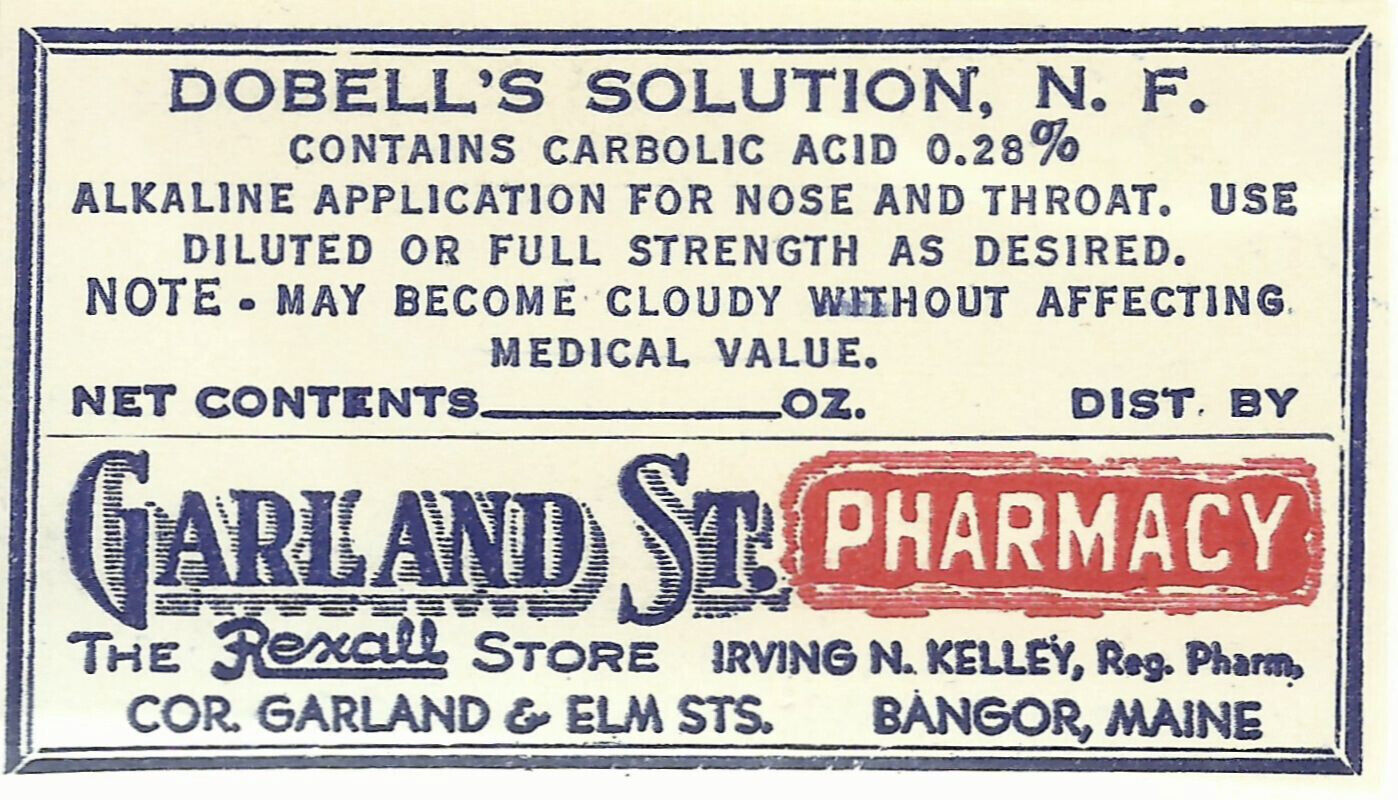 DOBELL'S SOLUTION, N. F.
CONTAINS CARBOLIC ACID 0.28%
ALKALINE APPLICATION FOR NOSE AND THROAT. USE
DILUTED OR FULL STRENGTH AS DESIRED.
NOTE - MAY BECOME CLOUDY WITHOUT AFFECTING
MEDICAL VALUE.
NET CONTENTS__________OZ. DIST. BY
GARLAND ST. PHARMACY
THE Rexall STORE IRVING N. KELLEY, Reg. Pharm,
COR. GARLAND & ELM STS. BANGOR, MAINE